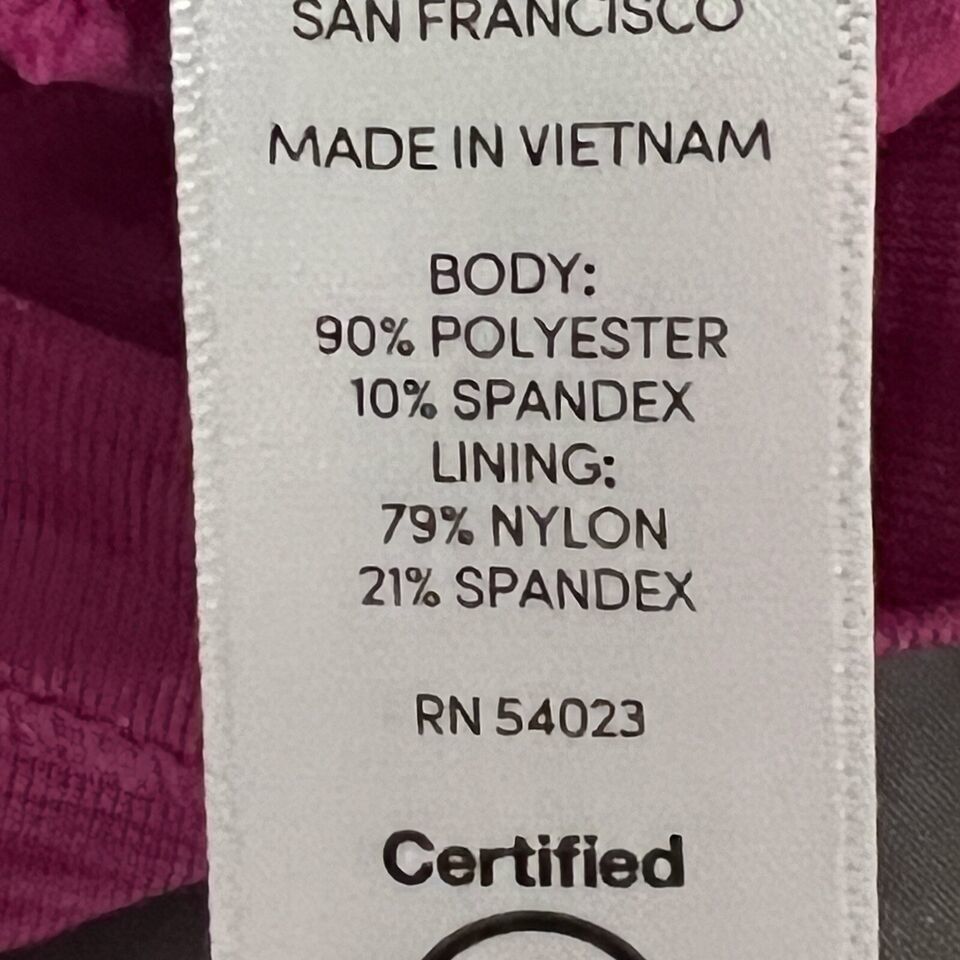 SAN FRANCISCO
MADE IN VIETNAM
BODY:
90% POLYESTER
10% SPANDEX
LINING:
79% NYLON
21% SPANDEX
RN 54023
Certified